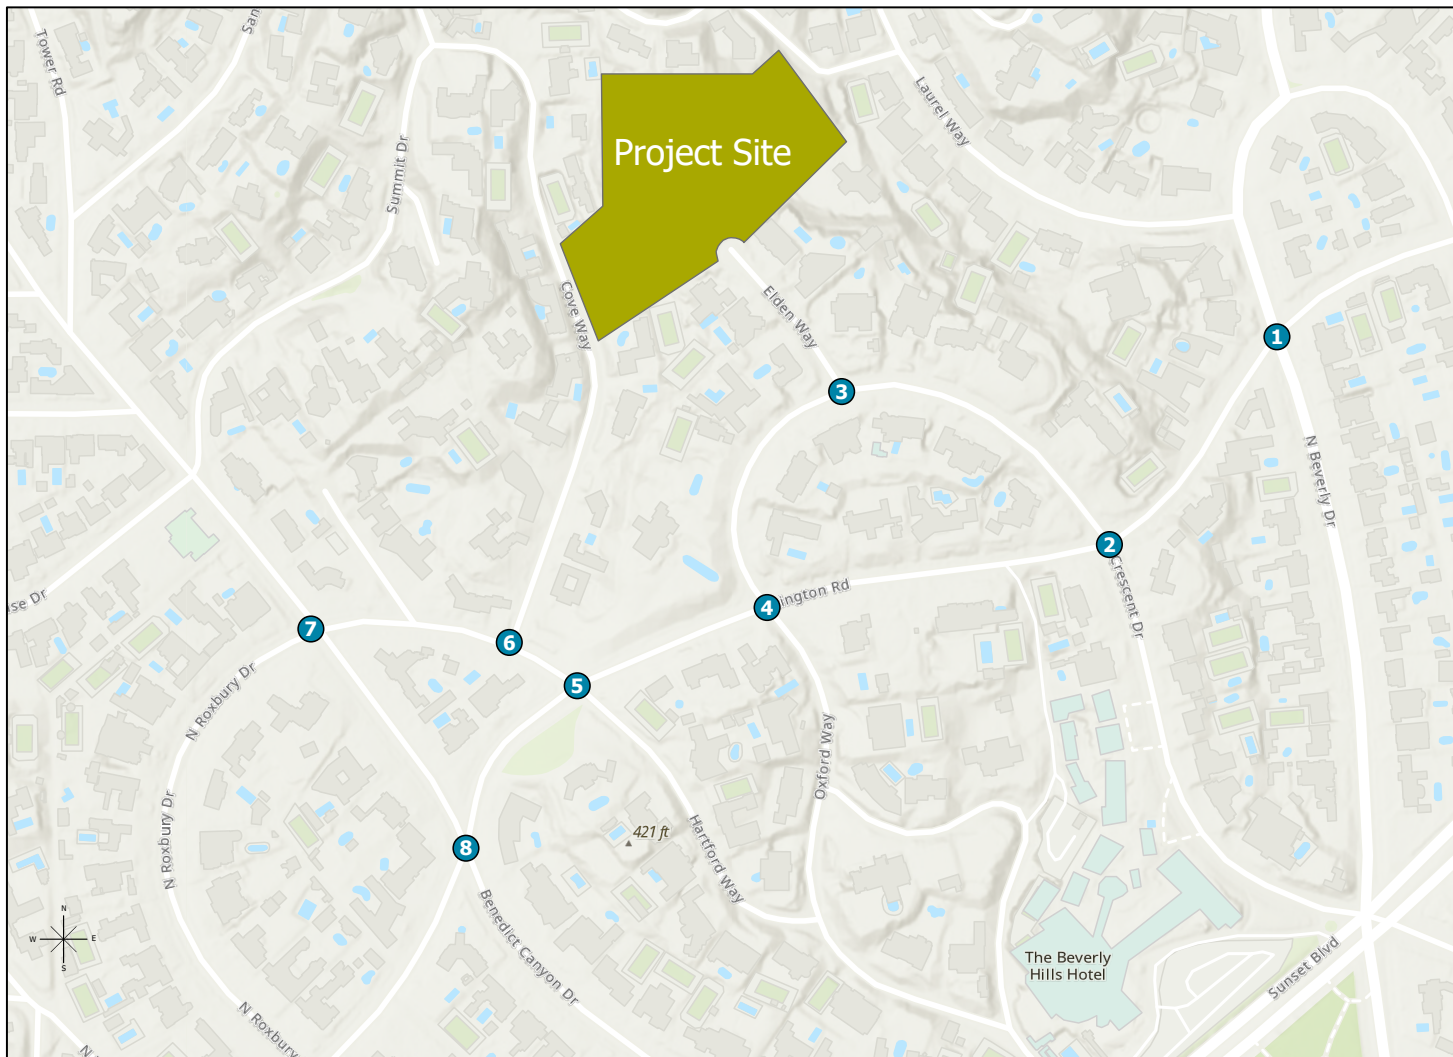 Tower Rd
San
Summit Dr
Project Site
Laurel Way
Cove Way
Elden Way
1
3
N Beverly Dr
2
Crescent Dr
ington Rd
4
ise Dr
7
6
5
N Roxbury Dr
N Roxbury Dr
Oxford Way
421 ft
Hartford Way
8
Benedict Canyon Dr
N
W
E
S
The Beverly
Hills Hotel
Sunset Blvd
N Roxbury
N